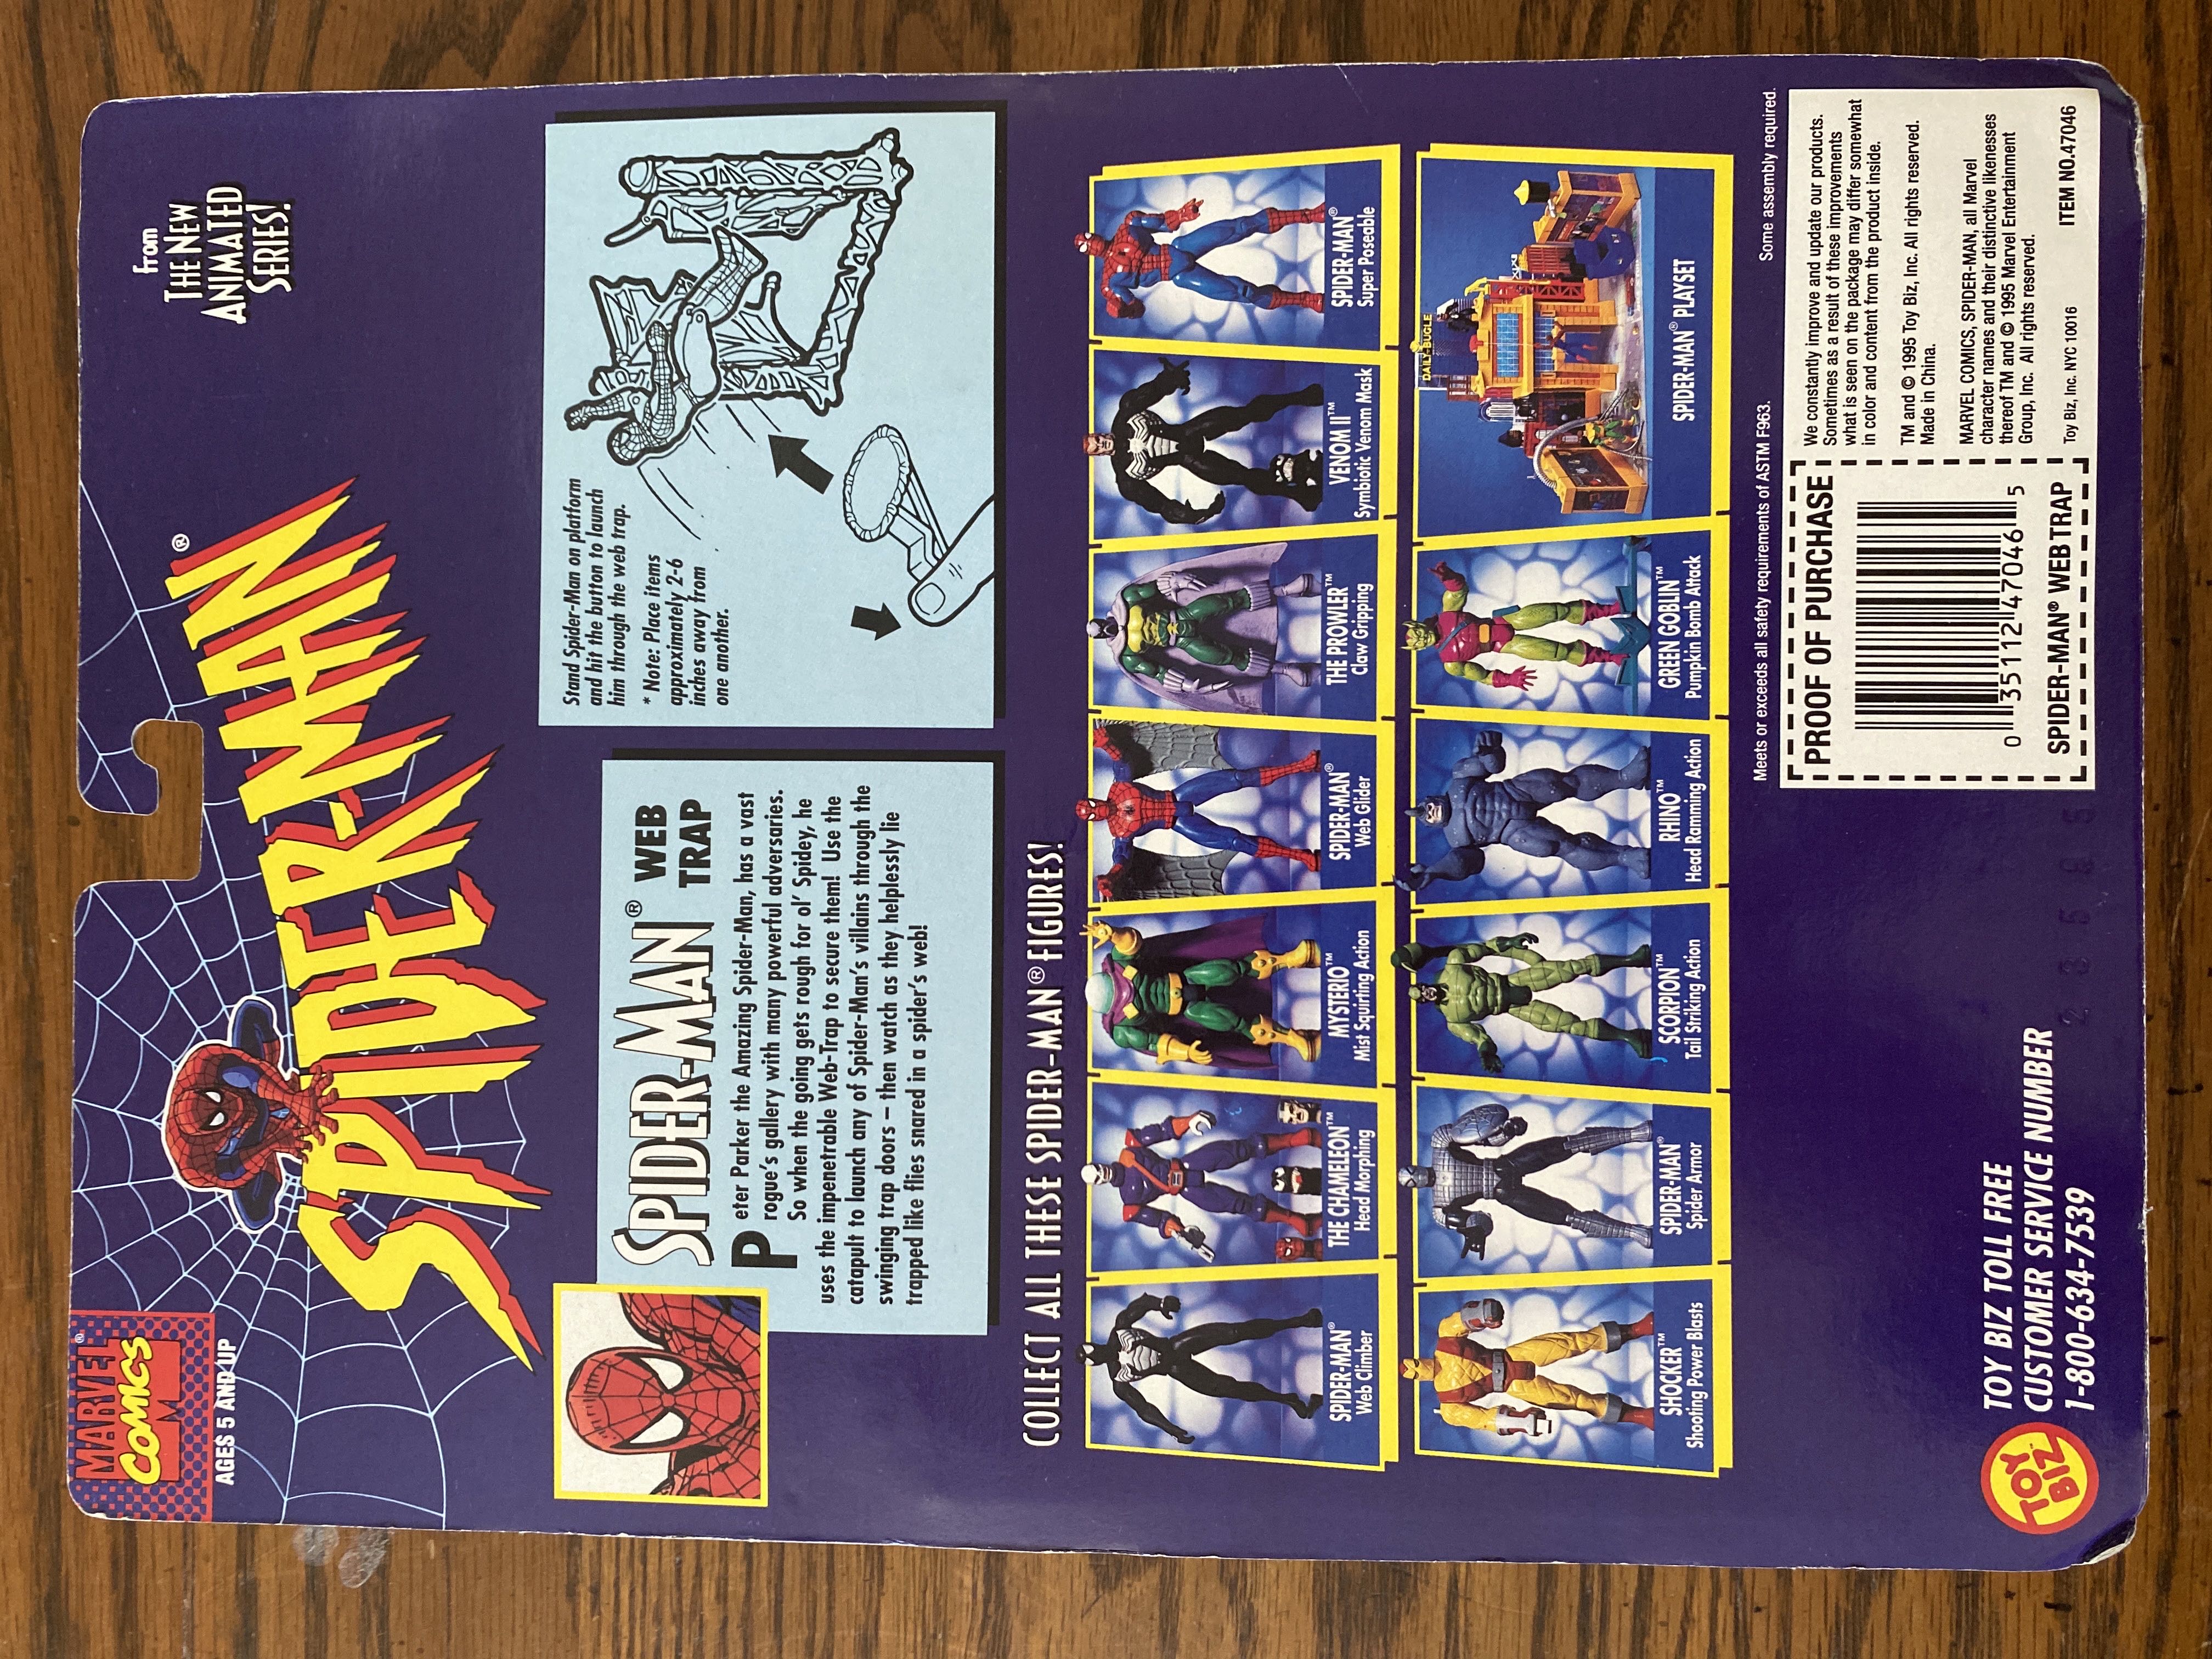 MARVEL®
COMICS
AGES 5 AND UP
SPIDER-MAN®
from
THE NEW
ANIMATED
SERIES!
SPIDER-MAN® WEB
TRAP
Peter Parker the Amazing Spider-Man, has a vast
rogue's gallery with many powerful adversaries.
So when the going gets rough for ol' Spidey, he
uses the impenetrable Web-Trap to secure them! Use the
catapult to launch any of Spider-Man's villains through the
swinging trap doors – then watch as they helplessly lie
trapped like flies snared in a spider's web!
Stand Spider-Man on platform
and hit the button to launch
him through the web trap.
* Note: Place items
approximately 2-6
inches away from
one another.
COLLECT ALL THESE SPIDER-MAN® FIGURES!
SPIDER-MAN®
Web Climber
THE CHAMELEON™
Head Morphing
MYSTERIO™
Mist Squirting Action
SPIDER-MAN®
Web Glider
THE PROWLER™
Claw Gripping
VENOM II™
Symbiotic Venom Mask
SPIDER-MAN®
Super Poseable
SHOCKER™
Shooting Power Blasts
SPIDER-MAN®
Spider Armor
SCORPION™
Tail Striking Action
RHINO™
Head Ramming Action
GREEN GOBLIN™
Pumpkin Bomb Attack
DAILY BUGLE
SPIDER-MAN® PLAYSET
Meets or exceeds all safety requirements of ASTM F963.
Some assembly required.
TOY
BIZ
TOY BIZ TOLL FREE
CUSTOMER SERVICE NUMBER
1-800-634-7539
PROOF OF PURCHASE
0 35112 47046 5
SPIDER-MAN® WEB TRAP
We constantly improve and update our products.
Sometimes as a result of these improvements
what is seen on the package may differ somewhat
in color and content from the product inside.
TM and © 1995 Toy Biz, Inc. All rights reserved.
Made in China.
MARVEL COMICS, SPIDER-MAN, all Marvel
character names and their distinctive likenesses
thereof TM and © 1995 Marvel Entertainment
Group, Inc. All rights reserved.
Toy Biz, Inc. NYC 10016
ITEM NO.47046